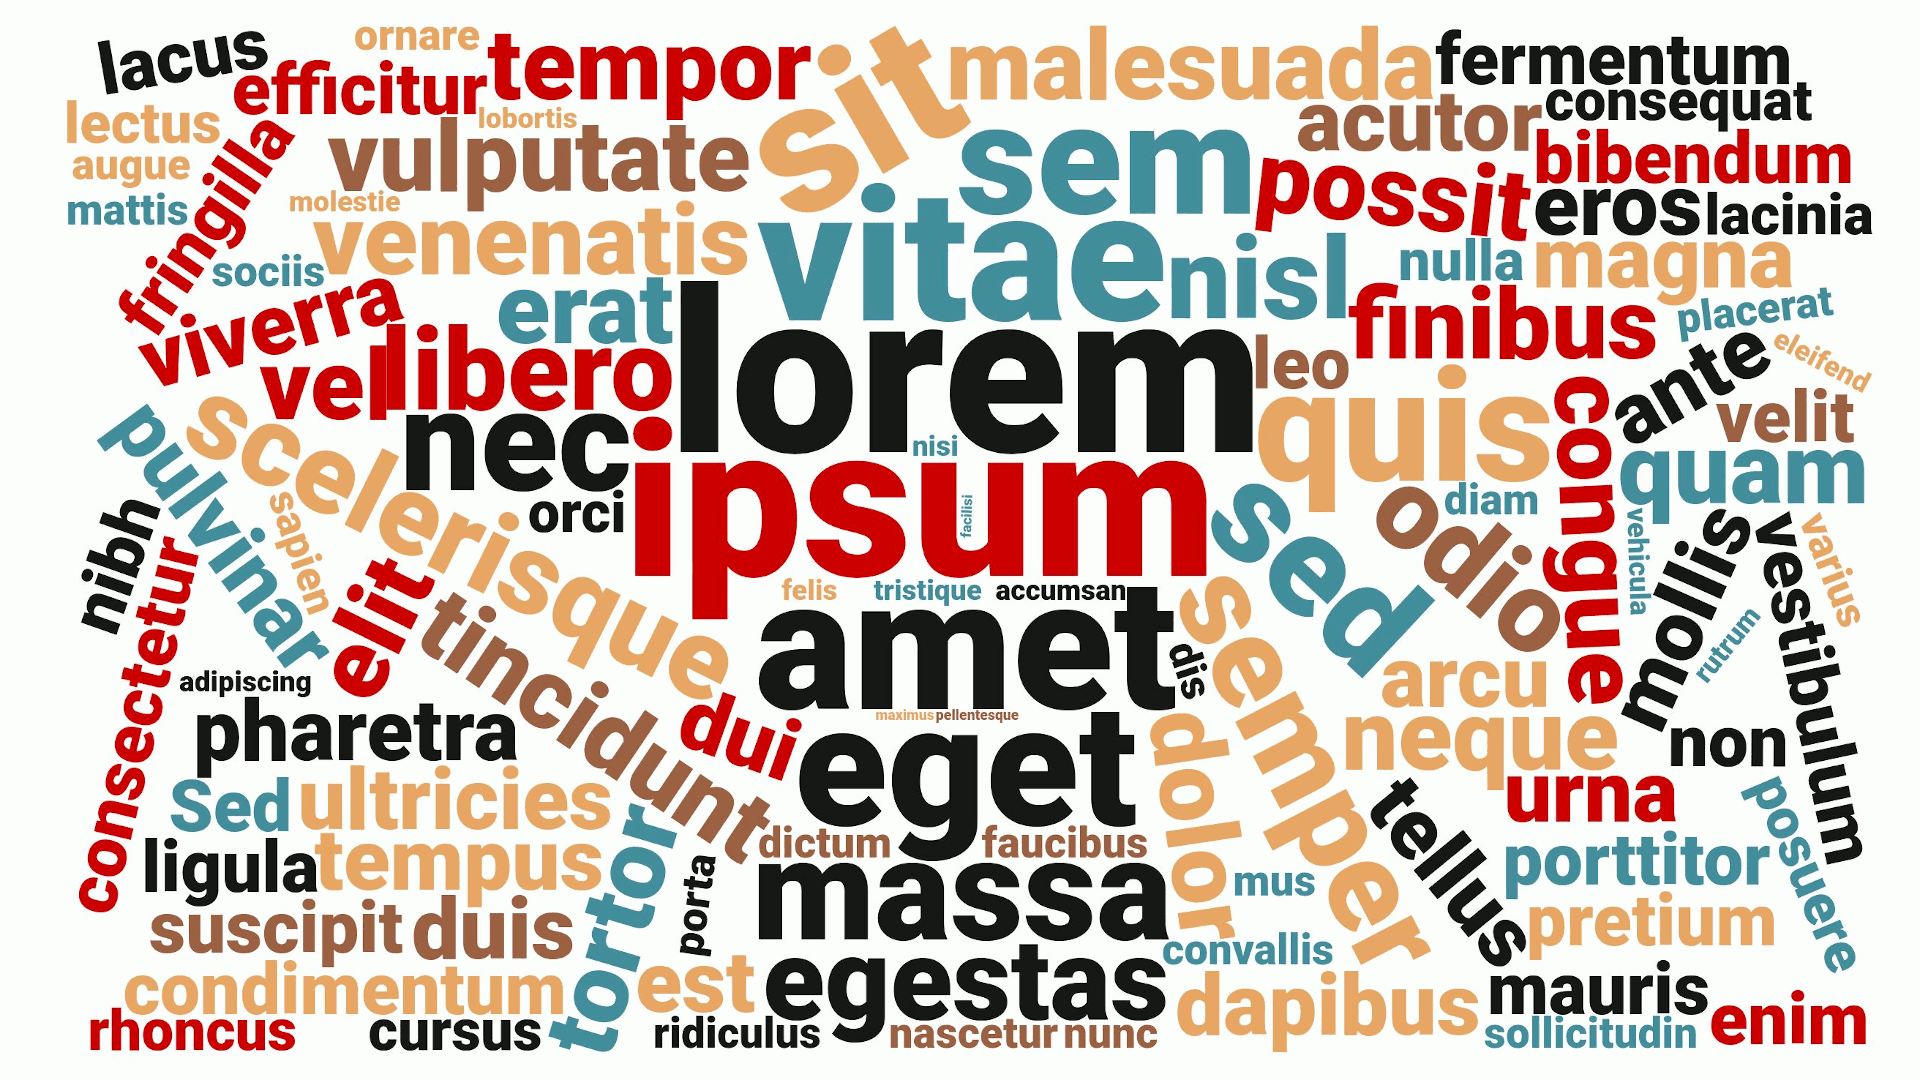 lacus
ornare
efficitur
tempor
sit
malesuada
fermentum
consequat
lectus
lobortis
acutor
augue
fringilla
vulputate
sem
possit
bibendum
mattis
molestie
venenatis
vitae
eros
lacinia
sociis
nisl
nulla
magna
viverra
erat
finibus
placerat
vel
libero
lorem
leo
ante
eleifend
pulvinar
scelerisque
nec
nisi
quis
congue
velit
quam
orci
ipsum
facilisi
sed
odio
diam
nibh
sapien
vehicula
mollis
vestibulum
varius
consectetur
elit
tincidunt
felis
tristique
accumsan
amet
dis
semper
arcu
rutrum
adipiscing
pharetra
dui
maximus
pellentesque
eget
dolor
neque
non
Sed
ultricies
tellus
urna
posuere
ligula
tempus
tortor
porta
dictum
faucibus
massa
mus
porttitor
suscipit
duis
convallis
pretium
condimentum
est
egestas
dapibus
mauris
rhoncus
cursus
ridiculus
nascetur
nunc
sollicitudin
enim